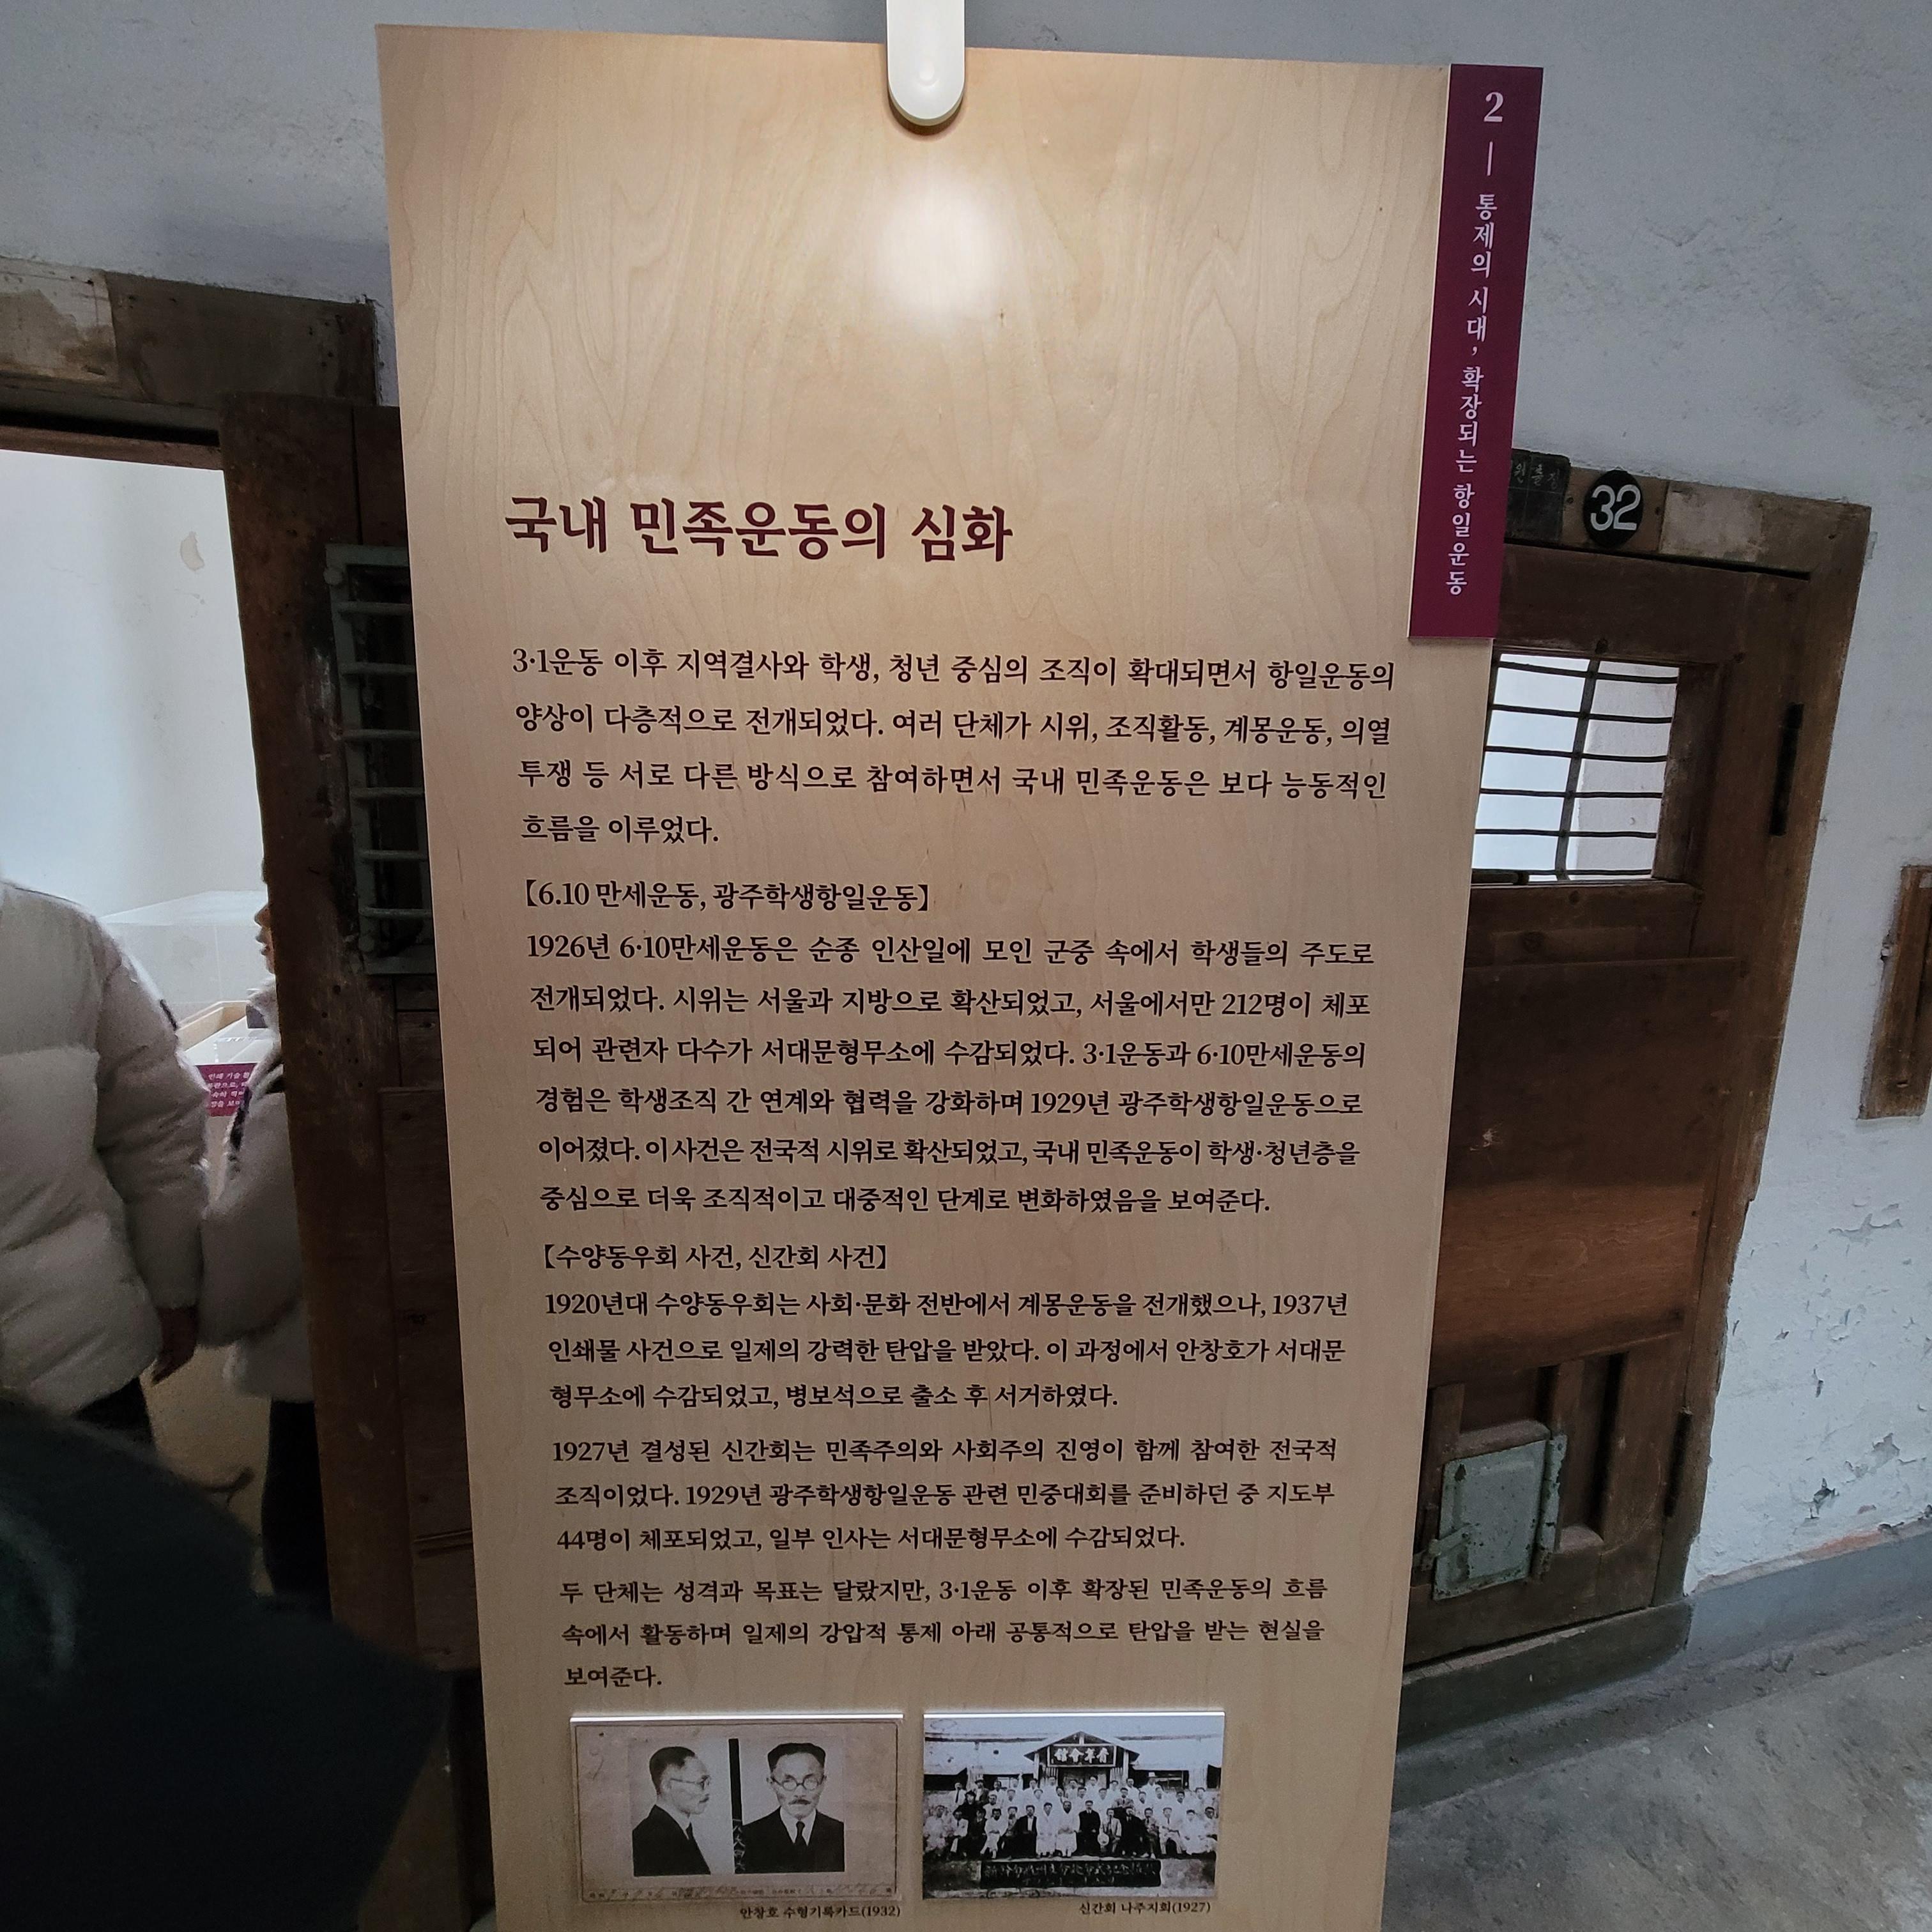 2
통제의 시대, 확장되는 항일운동
32
국내 민족운동의 심화
3·1운동 이후 지역결사와 학생, 청년 중심의 조직이 확대되면서 항일운동의
양상이 다층적으로 전개되었다. 여러 단체가 시위, 조직활동, 계몽운동, 의열
투쟁 등 서로 다른 방식으로 참여하면서 국내 민족운동은 보다 능동적인
흐름을 이루었다.
【6.10 만세운동, 광주학생항일운동】
1926년 6·10만세운동은 순종 인산일에 모인 군중 속에서 학생들의 주도로
전개되었다. 시위는 서울과 지방으로 확산되었고, 서울에서만 212명이 체포
되어 관련자 다수가 서대문형무소에 수감되었다. 3·1운동과 6·10만세운동의
경험은 학생조직 간 연계와 협력을 강화하며 1929년 광주학생항일운동으로
이어졌다. 이 사건은 전국적 시위로 확산되었고, 국내 민족운동이 학생·청년층을
중심으로 더욱 조직적이고 대중적인 단계로 변화하였음을 보여준다.
【수양동우회 사건, 신간회 사건】
1920년대 수양동우회는 사회·문화 전반에서 계몽운동을 전개했으나, 1937년
인쇄물 사건으로 일제의 강력한 탄압을 받았다. 이 과정에서 안창호가 서대문
형무소에 수감되었고, 병보석으로 출소 후 서거하였다.
1927년 결성된 신간회는 민족주의와 사회주의 진영이 함께 참여한 전국적
조직이었다. 1929년 광주학생항일운동 관련 민중대회를 준비하던 중 지도부
44명이 체포되었고, 일부 인사는 서대문형무소에 수감되었다.
두 단체는 성격과 목표는 달랐지만, 3·1운동 이후 확장된 민족운동의 흐름
속에서 활동하며 일제의 강압적 통제 아래 공통적으로 탄압을 받는 현실을
보여준다.
館會年靑
안창호 수형기록카드(1932)
신간회 나주지회(1927)